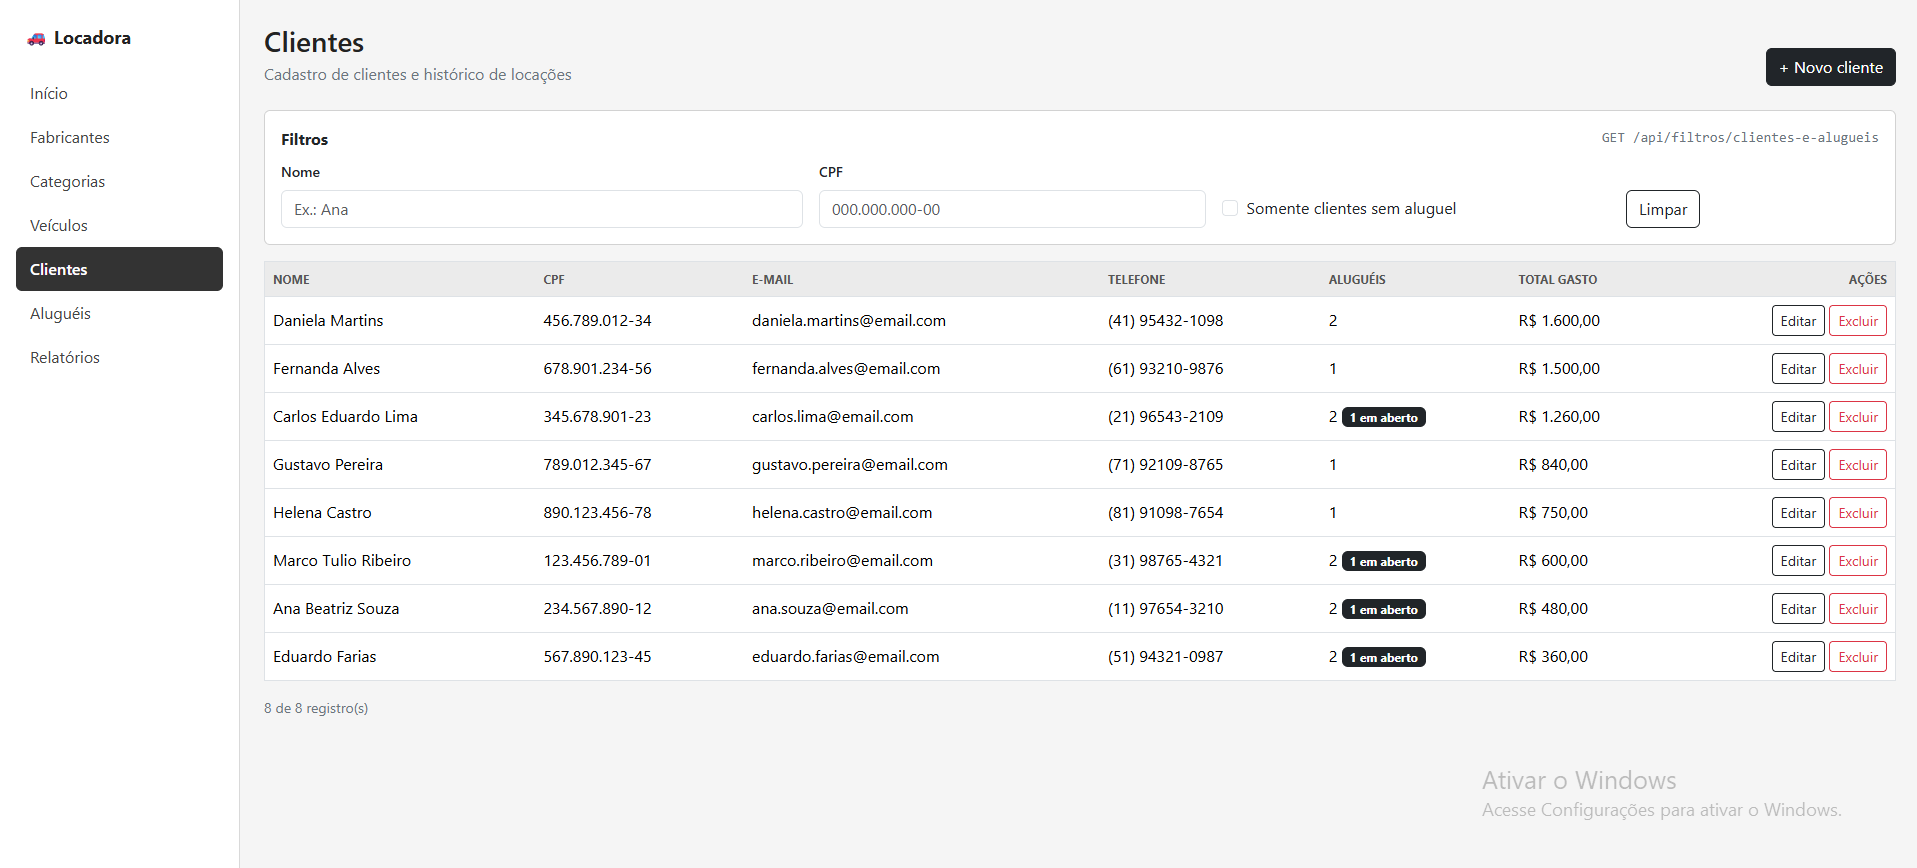 Locadora
Início
Fabricantes
Categorias
Veículos
Clientes
Aluguéis
Relatórios
Clientes
Cadastro de clientes e histórico de locações
+ Novo cliente
Filtros
GET /api/filtros/clientes-e-alugueis
Nome
CPF
Ex.: Ana
000.000.000-00
Somente clientes sem aluguel
Limpar
NOME CPF E-MAIL TELEFONE ALUGUÉIS TOTAL GASTO AÇÕES
Daniela Martins 456.789.012-34 daniela.martins@email.com (41) 95432-1098 2 R$ 1.600,00 Editar Excluir
Fernanda Alves 678.901.234-56 fernanda.alves@email.com (61) 93210-9876 1 R$ 1.500,00 Editar Excluir
Carlos Eduardo Lima 345.678.901-23 carlos.lima@email.com (21) 96543-2109 2 1 em aberto R$ 1.260,00 Editar Excluir
Gustavo Pereira 789.012.345-67 gustavo.pereira@email.com (71) 92109-8765 1 R$ 840,00 Editar Excluir
Helena Castro 890.123.456-78 helena.castro@email.com (81) 91098-7654 1 R$ 750,00 Editar Excluir
Marco Tulio Ribeiro 123.456.789-01 marco.ribeiro@email.com (31) 98765-4321 2 1 em aberto R$ 600,00 Editar Excluir
Ana Beatriz Souza 234.567.890-12 ana.souza@email.com (11) 97654-3210 2 1 em aberto R$ 480,00 Editar Excluir
Eduardo Farias 567.890.123-45 eduardo.farias@email.com (51) 94321-0987 2 1 em aberto R$ 360,00 Editar Excluir
8 de 8 registro(s)
Ativar o Windows
Acesse Configurações para ativar o Windows.